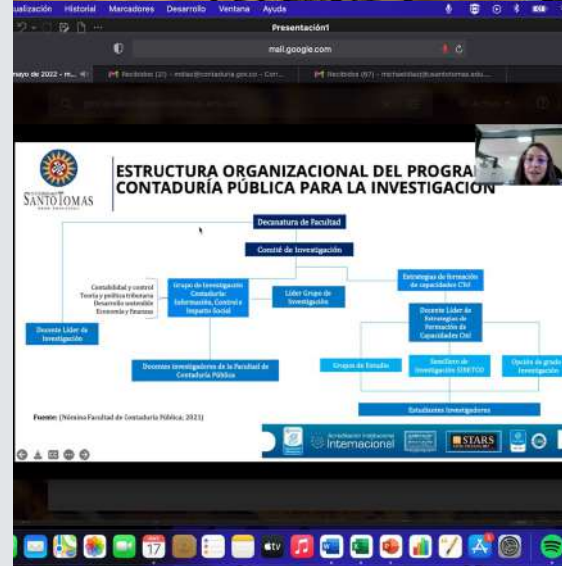 ualización Historial Marcadores Desarrollo Ventana Ayuda
Presentación1
mail.google.com
mayo de 2022 - m...
ESTRUCTURA ORGANIZACIONAL DEL PROGRA
CONTADURÍA PÚBLICA PARA LA INVESTIGACIÓN
SANTO TOMÁS
Decanatura de Facultad
Comité de Investigación
Contabilidad y control
Teoría y política tributaria
Desarrollo sostenible
Economía y finanzas
Grupo de Investigación
Contaduría:
Información, Control e
Impacto Social
Líder Grupo de
Investigación
Estrategias de formación
de capacidades CTeI
Docente Líder de
Investigación
Docente Líder de
Estrategias de
Formación de
Capacidades CteI
Docentes investigadores de la Facultad de
Contaduría Pública
Grupos de Estudio
Semillero de
Investigación
Opción de grado
Investigación
Estudiantes Investigadores
Fuente: (Nómina Facultad de Contaduría Pública; 2021)
Acreditación Institucional
Internacional
STARS
17
tv